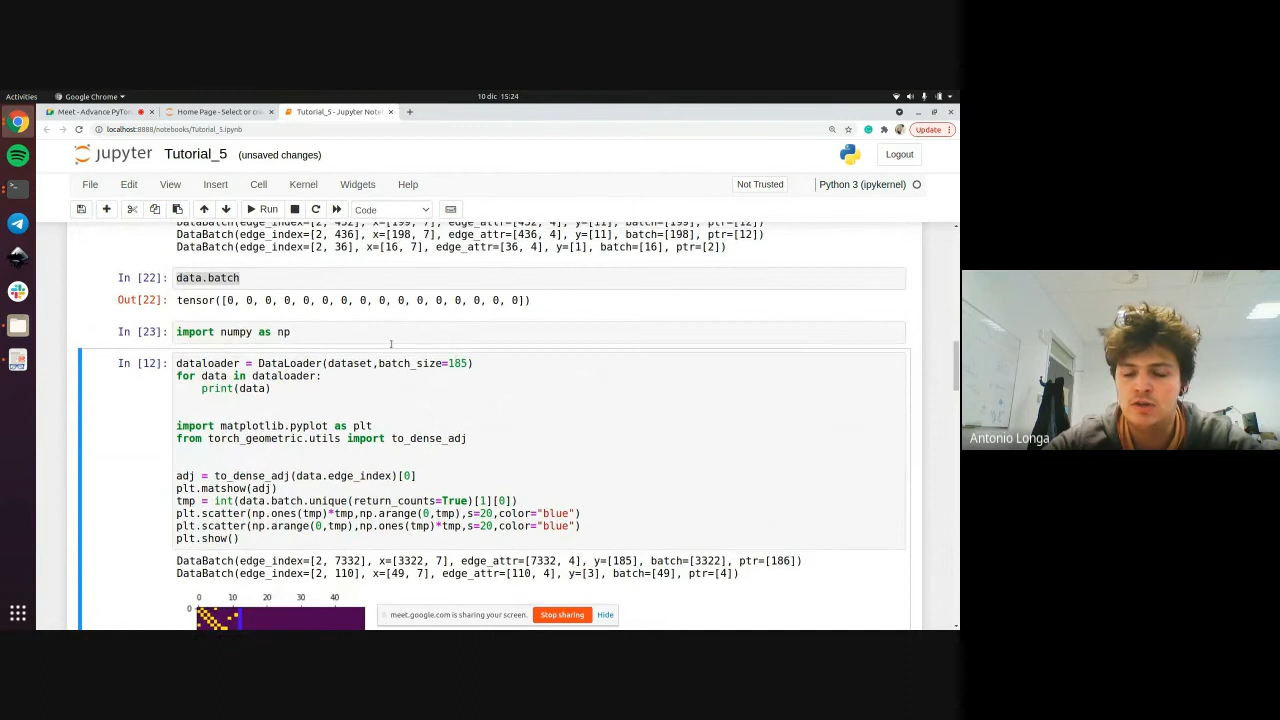 Activities
Google Chrome
10 dic 15:24
Meet - Advance PyTor
Home Page - Select or cre
Tutorial_5 - Jupyter Note
localhost:8888/notebooks/Tutorial_5.ipynb
Update
jupyter
Tutorial_5
(unsaved changes)
Logout
File
Edit
View
Insert
Cell
Kernel
Widgets
Help
Not Trusted
Python 3 (ipykernel)
Run
Code
DataBatch(edge_index=[2, 436], x=[198, 7], edge_attr=[436, 4], y=[11], batch=[198], ptr=[12])
DataBatch(edge_index=[2, 36], x=[16, 7], edge_attr=[36, 4], y=[1], batch=[16], ptr=[2])
In [22]: data.batch
Out[22]: tensor([0, 0, 0, 0, 0, 0, 0, 0, 0, 0, 0, 0, 0, 0, 0, 0])
In [23]: import numpy as np
In [12]: dataloader = DataLoader(dataset,batch_size=185)
for data in dataloader:
print(data)
import matplotlib.pyplot as plt
from torch_geometric.utils import to_dense_adj
adj = to_dense_adj(data.edge_index)[0]
plt.matshow(adj)
tmp = int(data.batch.unique(return_counts=True)[1][0])
plt.scatter(np.ones(tmp)*tmp,np.arange(0,tmp),s=20,color="blue")
plt.scatter(np.arange(0,tmp),np.ones(tmp)*tmp,s=20,color="blue")
plt.show()
DataBatch(edge_index=[2, 7332], x=[3322, 7], edge_attr=[7332, 4], y=[185], batch=[3322], ptr=[186])
DataBatch(edge_index=[2, 110], x=[49, 7], edge_attr=[110, 4], y=[3], batch=[49], ptr=[4])
0 10 20 30 40
0
meet.google.com is sharing your screen.
Stop sharing
Hide
Antonio Longa